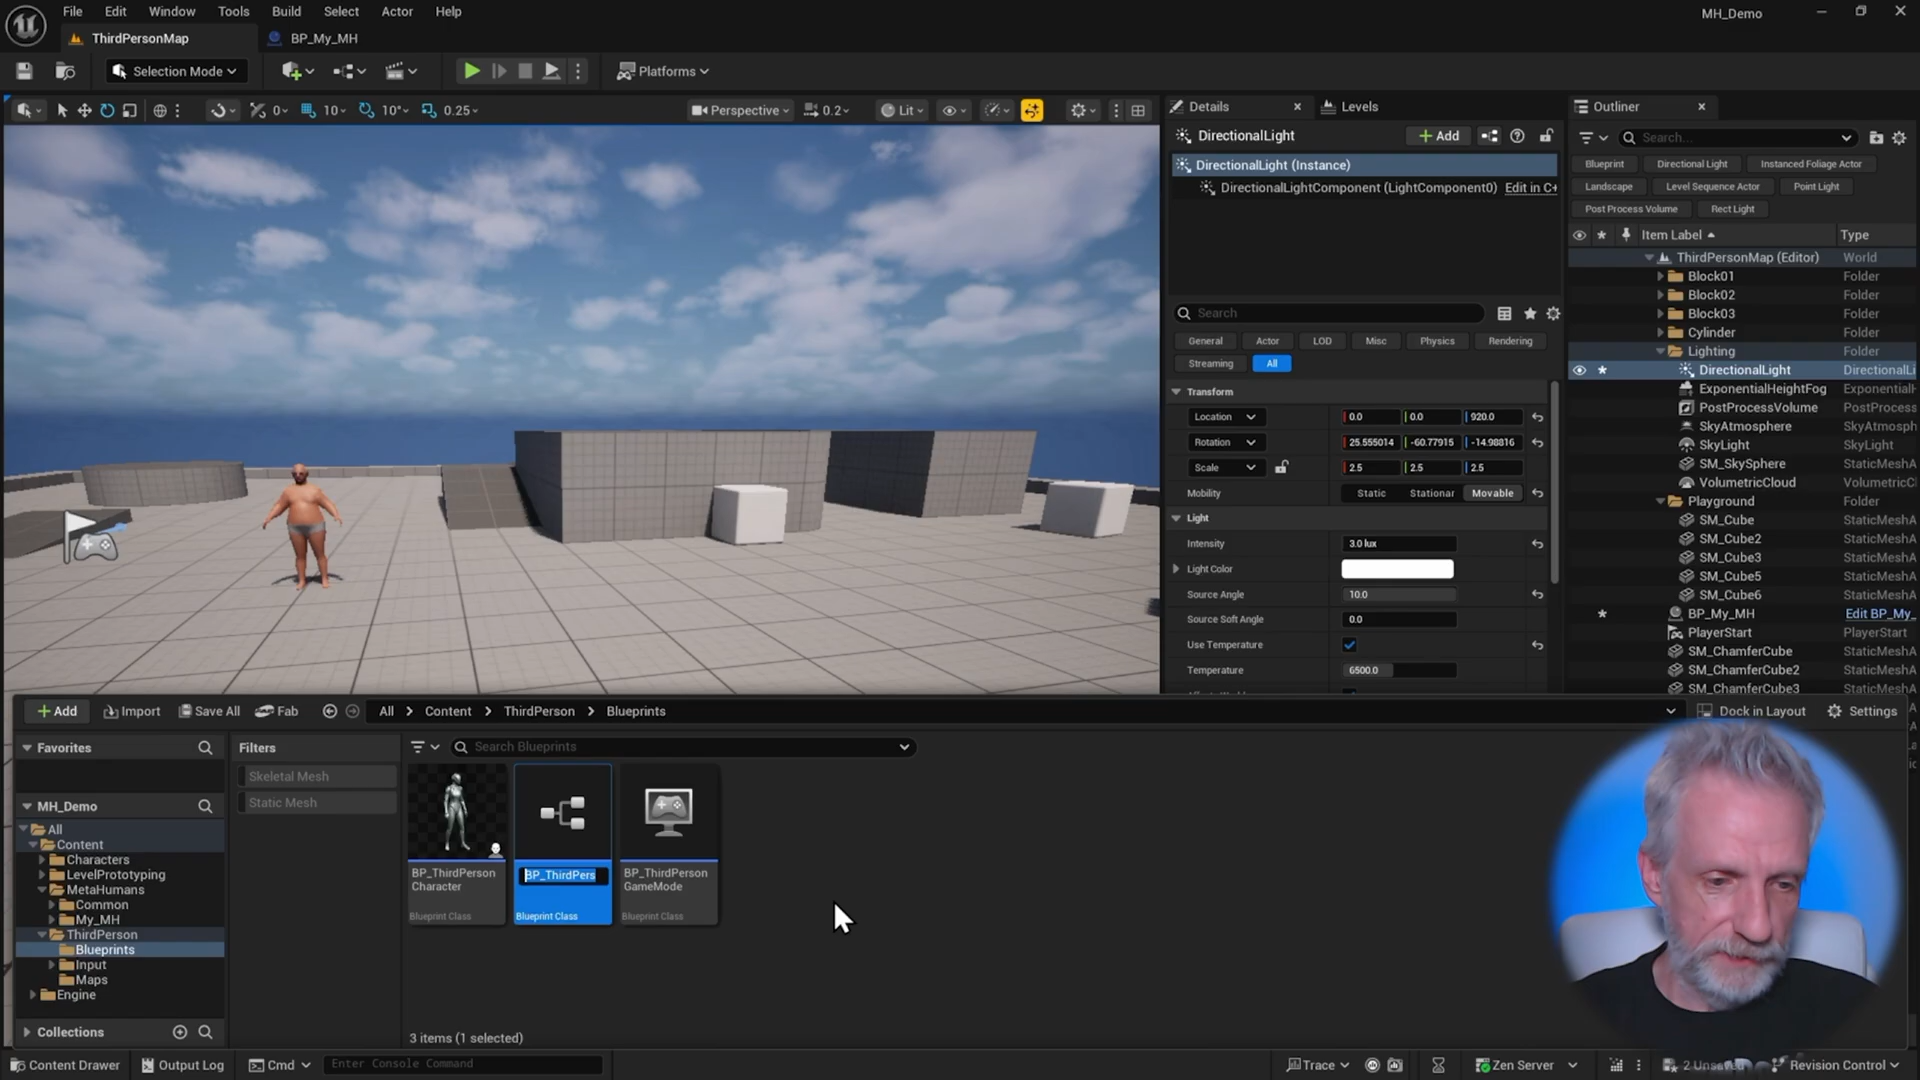 File Edit Window Tools Build Select Actor Help
MH_Demo
ThirdPersonMap
BP_My_MH
Selection Mode
Platforms
0
10
10°
0.25
Perspective
0.2
Lit
Details
Levels
Outliner
DirectionalLight
Add
DirectionalLight (Instance)
DirectionalLightComponent (LightComponent0) Edit in C+
Search
General Actor LOD Misc Physics Rendering
Streaming All
Transform
Location 0.0 0.0 920.0
Rotation 25.555014 -60.77915 -14.98816
Scale 2.5 2.5 2.5
Mobility Static Stationar Movable
Light
Intensity 3.0 lux
Light Color
Source Angle 10.0
Source Soft Angle 0.0
Use Temperature
Temperature 6500.0
Search...
Blueprint Directional Light Instanced Foliage Actor
Landscape Level Sequence Actor Point Light
Post Process Volume Rect Light
Item Label Type
ThirdPersonMap (Editor) World
Block01 Folder
Block02 Folder
Block03 Folder
Cylinder Folder
Lighting Folder
DirectionalLight DirectionalLi
ExponentialHeightFog ExponentialH
PostProcessVolume PostProcess
SkyAtmosphere SkyAtmosph
SkyLight SkyLight
SM_SkySphere StaticMeshA
VolumetricCloud VolumetricCl
Playground Folder
SM_Cube StaticMeshA
SM_Cube2 StaticMeshA
SM_Cube3 StaticMeshA
SM_Cube5 StaticMeshA
SM_Cube6 StaticMeshA
BP_My_MH Edit BP_My_
PlayerStart PlayerStart
SM_ChamferCube StaticMeshA
SM_ChamferCube2 StaticMeshA
SM_ChamferCube3 StaticMeshA
Add Import Save All Fab All Content ThirdPerson Blueprints
Dock in Layout Settings
Favorites
Filters
Search Blueprints
Skeletal Mesh
Static Mesh
MH_Demo
All
Content
Characters
LevelPrototyping
MetaHumans
Common
My_MH
ThirdPerson
Blueprints
Input
Maps
Engine
Collections
BP_ThirdPerson
Character
Blueprint Class
BP_ThirdPers
Blueprint Class
BP_ThirdPerson
GameMode
Blueprint Class
3 items (1 selected)
Content Drawer Output Log Cmd Enter Console Command
Trace Zen Server Revision Control